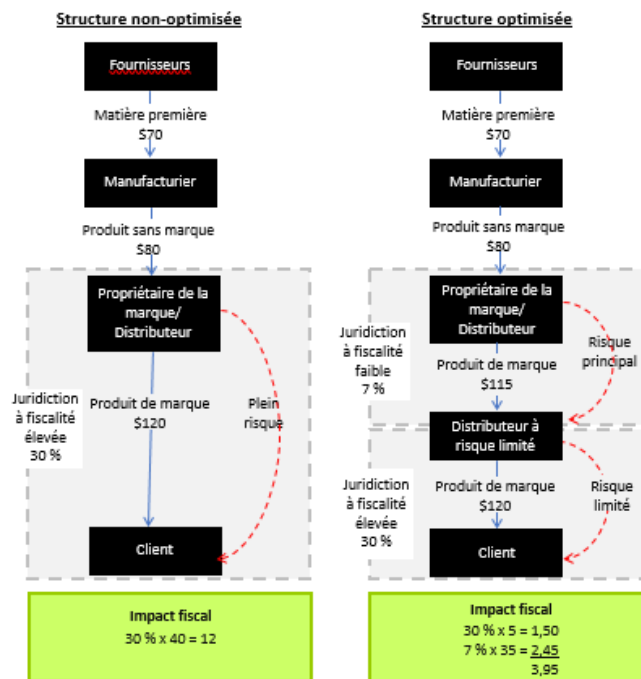 Structure non-optimisée
Fournisseurs
Matière première
$70
Manufacturier
Produit sans marque
$80
Propriétaire de la
marque/
Distributeur
Juridiction
à fiscalité
élevée
30 %
Produit de marque
$120
Plein
risque
Client
Impact fiscal
30 % x 40 = 12
Structure optimisée
Fournisseurs
Matière première
$70
Manufacturier
Produit sans marque
$80
Propriétaire de la
marque/
Distributeur
Juridiction
à fiscalité
faible
7 %
Produit de marque
$115
Risque
principal
Distributeur à
risque limité
Juridiction
à fiscalité
élevée
30 %
Produit de marque
$120
Risque
limité
Client
Impact fiscal
30 % x 5 = 1,50
7 % x 35 = 2,45
3,95